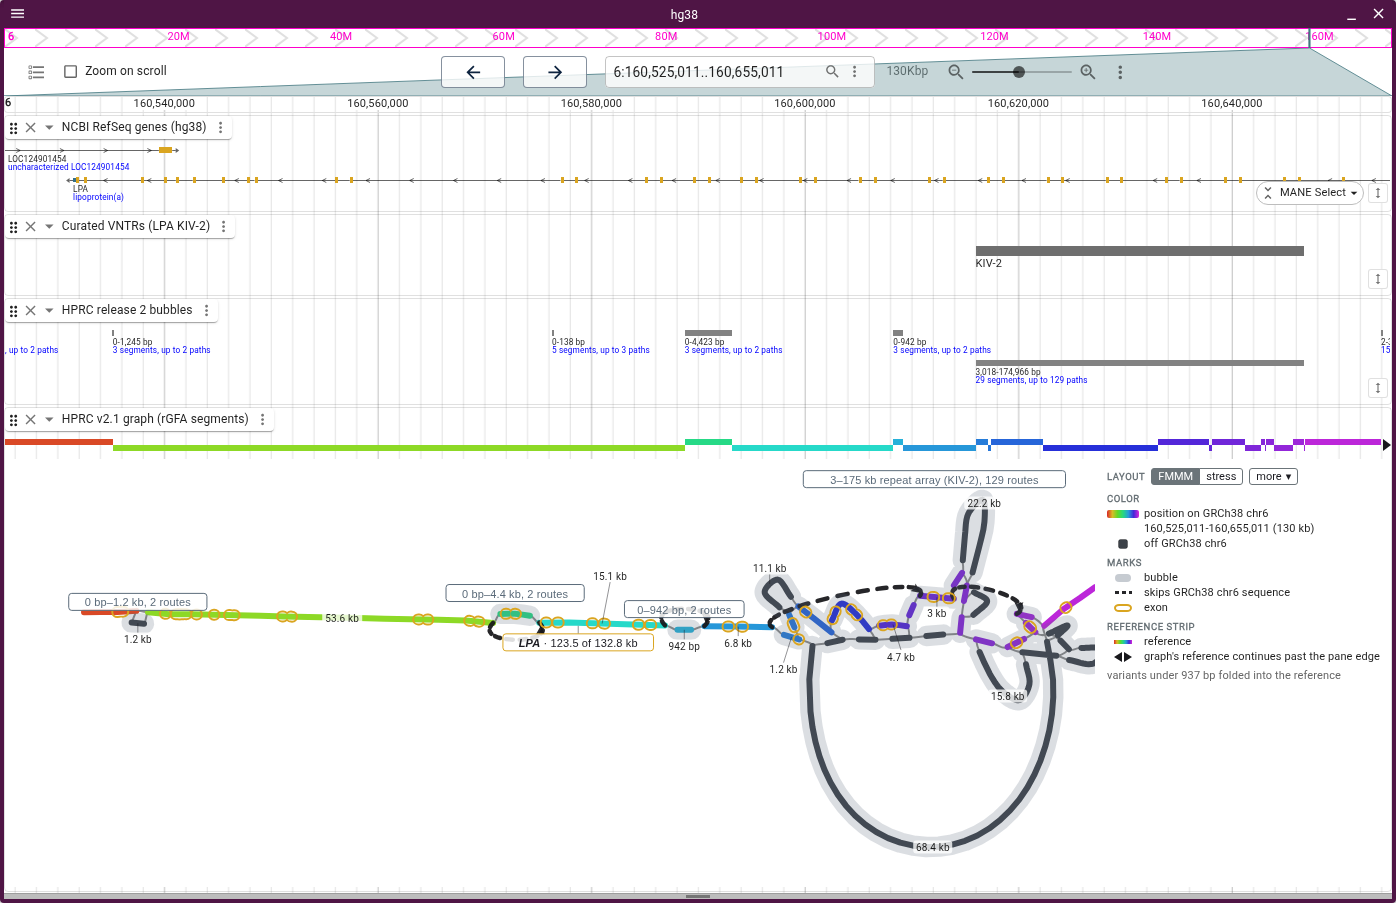 hg38
6 20M 40M 60M 80M 100M 120M 140M 160M
Zoom on scroll
6:160,525,011..160,655,011
130Kbp
6 160,540,000 160,560,000 160,580,000 160,600,000 160,620,000 160,640,000
NCBI RefSeq genes (hg38)
LOC124901454
uncharacterized LOC124901454
LPA
lipoprotein(a)
MANE Select
Curated VNTRs (LPA KIV-2)
KIV-2
HPRC release 2 bubbles
0-1,245 bp 0-138 bp 0-4,423 bp 0-942 bp 2-3
, up to 2 paths 3 segments, up to 2 paths 5 segments, up to 3 paths 3 segments, up to 2 paths 3 segments, up to 2 paths 15
3,018-174,966 bp
29 segments, up to 129 paths
HPRC v2.1 graph (rGFA segments)
3–175 kb repeat array (KIV-2), 129 routes
22.2 kb
11.1 kb
15.1 kb
0 bp–4.4 kb, 2 routes
0 bp–1.2 kb, 2 routes
0–942 bp, 2 routes
3 kb
53.6 kb
1.2 kb
LPA · 123.5 of 132.8 kb
942 bp
6.8 kb
4.7 kb
1.2 kb
15.8 kb
68.4 kb
LAYOUT FMMM stress more ▾
COLOR
position on GRCh38 chr6
160,525,011-160,655,011 (130 kb)
off GRCh38 chr6
MARKS
bubble
skips GRCh38 chr6 sequence
exon
REFERENCE STRIP
reference
graph's reference continues past the pane edge
variants under 937 bp folded into the reference